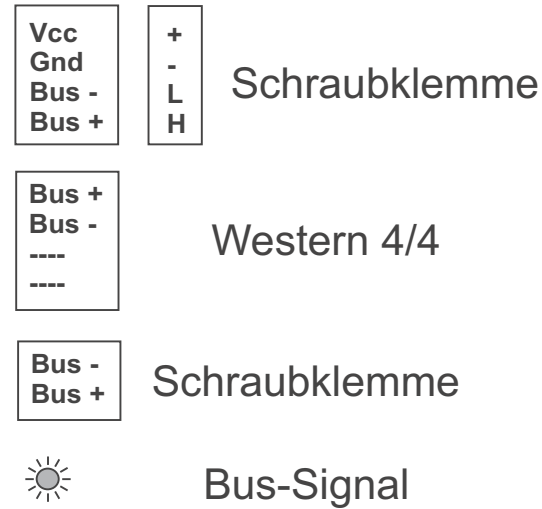 Vcc
Gnd
Bus -
Bus +
+
-
L
H
Schraubklemme
Bus +
Bus -
----
----
Western 4/4
Bus -
Bus +
Schraubklemme
Bus-Signal